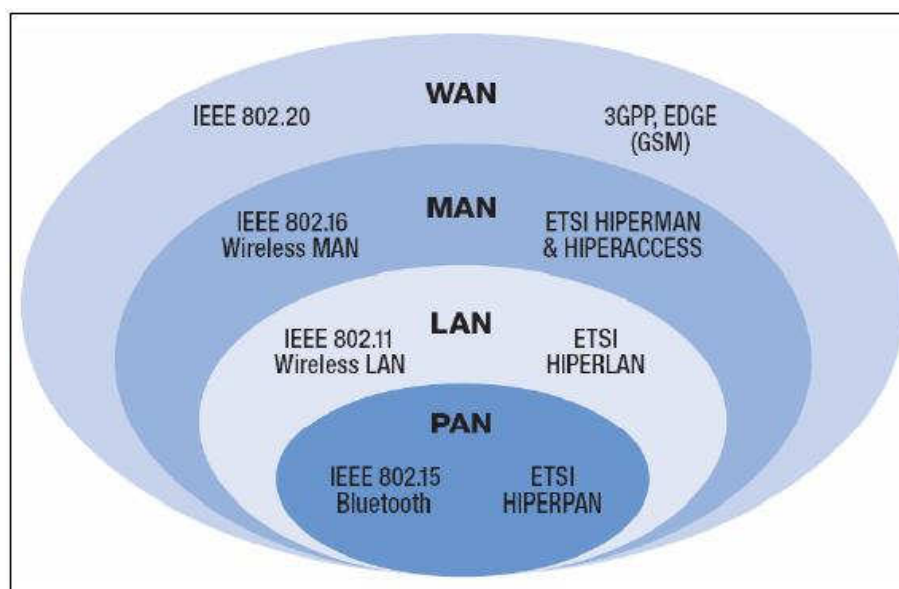 WAN
IEEE 802.20
3GPP, EDGE
(GSM)
MAN
IEEE 802.16
Wireless MAN
ETSI HIPERMAN
& HIPERACCESS
LAN
IEEE 802.11
Wireless LAN
ETSI
HIPERLAN
PAN
IEEE 802.15
Bluetooth
ETSI
HIPERPAN